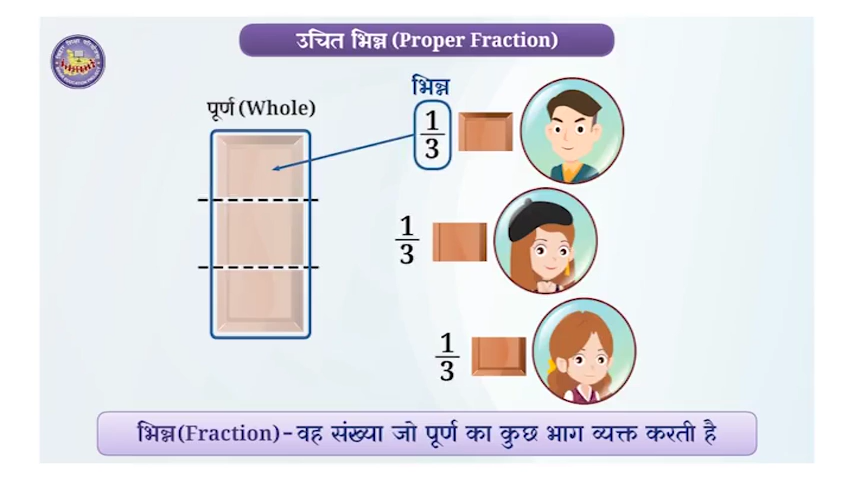 उचित भिन्न (Proper Fraction)
पूर्ण (Whole)
भिन्न
1/3
1/3
1/3
भिन्न (Fraction) - वह संख्या जो पूर्ण का कुछ भाग व्यक्त करती है